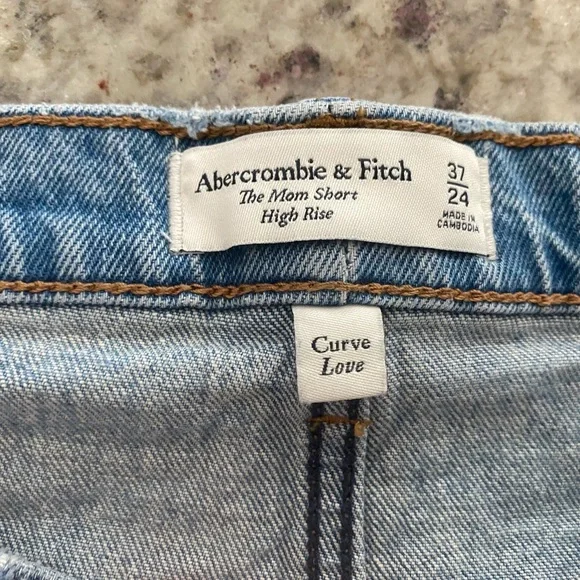 Abercrombie & Fitch
The Mom Short
High Rise
37
24
MADE IN
CAMBODIA
Curve
Love